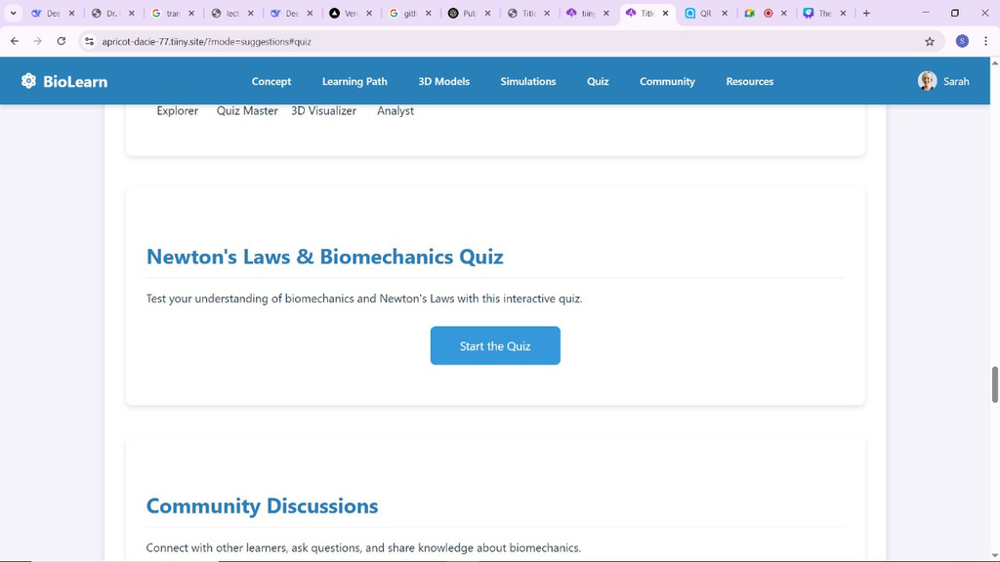 Dee
Dr.
tran
lect
Dee
Ver
gith
Pub
Title
tiiny
Title
QR
The
apricot-dacie-77.tiiny.site/?mode=suggestions#quiz
S
BioLearn
Concept
Learning Path
3D Models
Simulations
Quiz
Community
Resources
Sarah
Explorer
Quiz Master
3D Visualizer
Analyst
Newton's Laws & Biomechanics Quiz
Test your understanding of biomechanics and Newton's Laws with this interactive quiz.
Start the Quiz
Community Discussions
Connect with other learners, ask questions, and share knowledge about biomechanics.